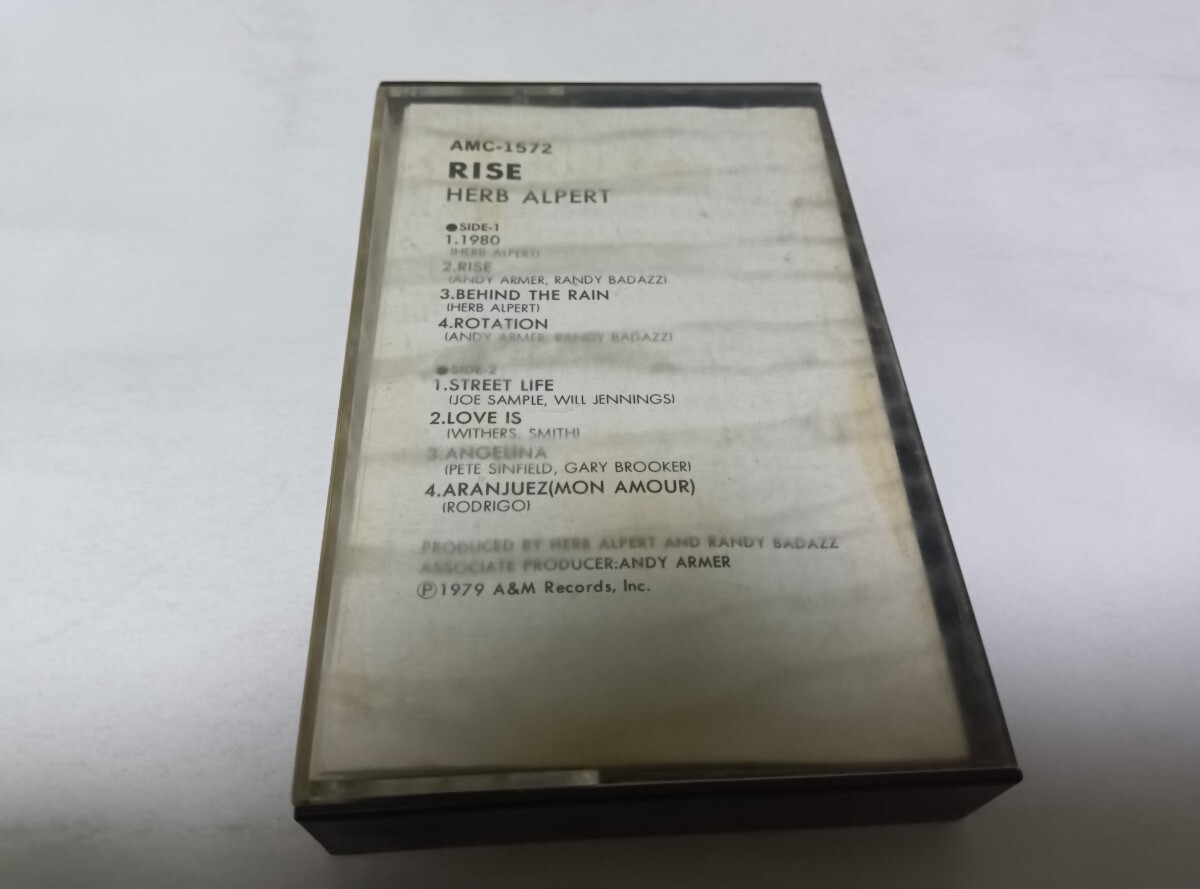 AMC-1572
RISE
HERB ALPERT
●SIDE-1
1.1980
(HERB ALPERT)
2.RISE
(ANDY ARMER, RANDY BADAZZ)
3.BEHIND THE RAIN
(HERB ALPERT)
4.ROTATION
(ANDY ARMER, RANDY BADAZZ)
●SIDE-2
1.STREET LIFE
(JOE SAMPLE, WILL JENNINGS)
2.LOVE IS
(WITHERS, SMITH)
3.ANGELINA
(PETE SINFIELD, GARY BROOKER)
4.ARANJUEZ(MON AMOUR)
(RODRIGO)
PRODUCED BY HERB ALPERT AND RANDY BADAZZ
ASSOCIATE PRODUCER:ANDY ARMER
Ⓟ1979 A&M Records, Inc.